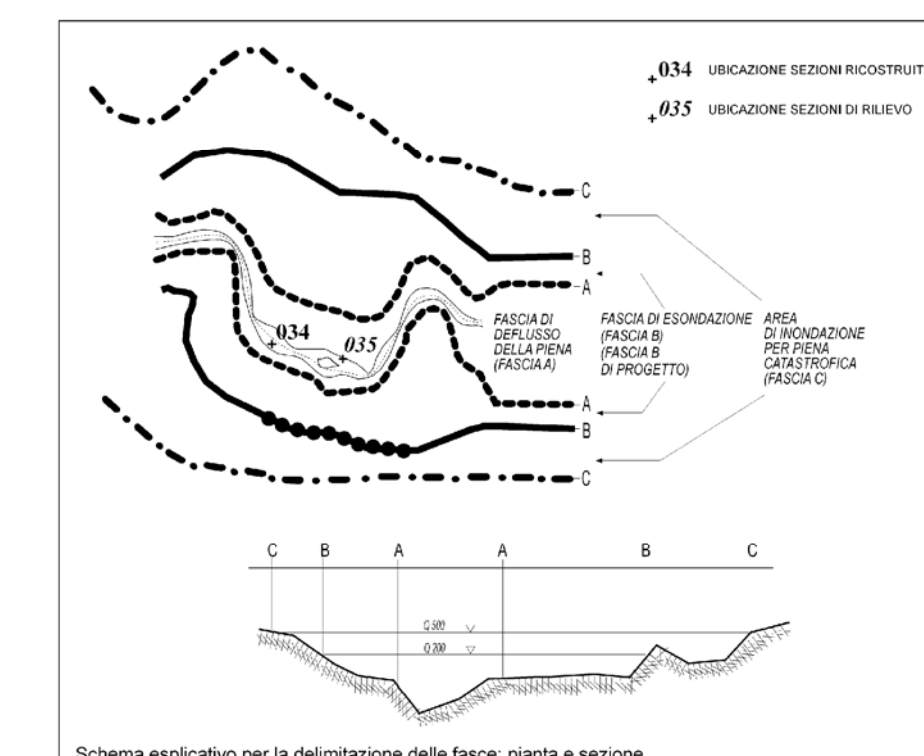 +034 UBICAZIONE SEZIONI RICOSTRUIT
+035 UBICAZIONE SEZIONI DI RILIEVO
C
B
A
034
035
FASCIA DI
DEFLUSSO
DELLA PIENA
(FASCIA A)
FASCIA DI ESONDAZIONE
(FASCIA B)
(FASCIA B
DI PROGETTO)
AREA
DI INONDAZIONE
PER PIENA
CATASTROFICA
(FASCIA C)
A
B
C
C B A A B C
Q 500
Q 200
Schema esplicativo per la delimitazione delle fasce: pianta e sezione